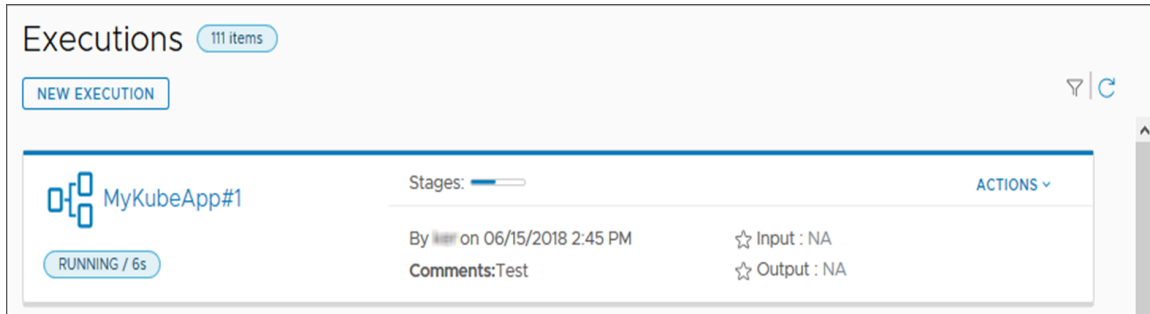 Executions 111 items
NEW EXECUTION
MyKubeApp#1
RUNNING / 6s
Stages:
ACTIONS
By on 06/15/2018 2:45 PM
Comments:Test
Input : NA
Output : NA